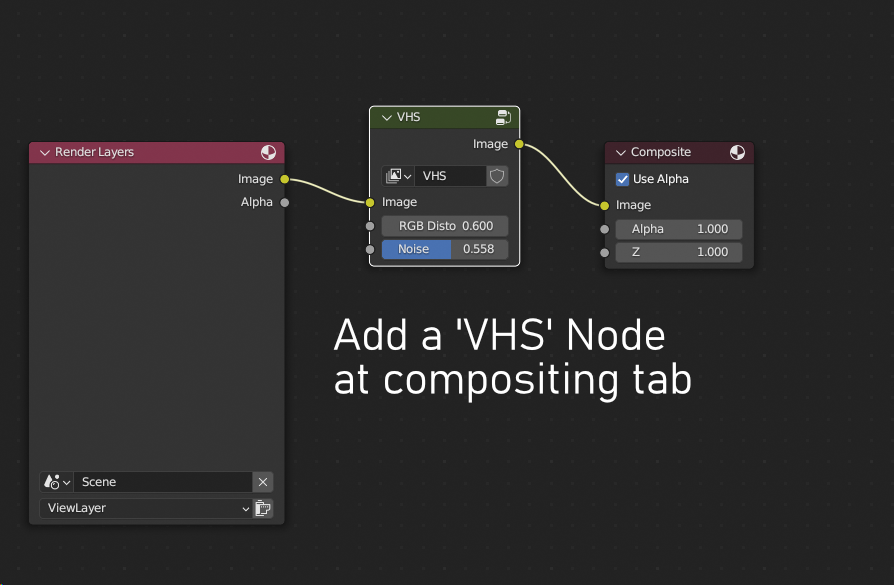 Render Layers
Image
Alpha
Scene
ViewLayer
VHS
Image
VHS
Image
RGB Disto 0.600
Noise 0.558
Composite
Use Alpha
Image
Alpha 1.000
Z 1.000
Add a 'VHS' Node
at compositing tab